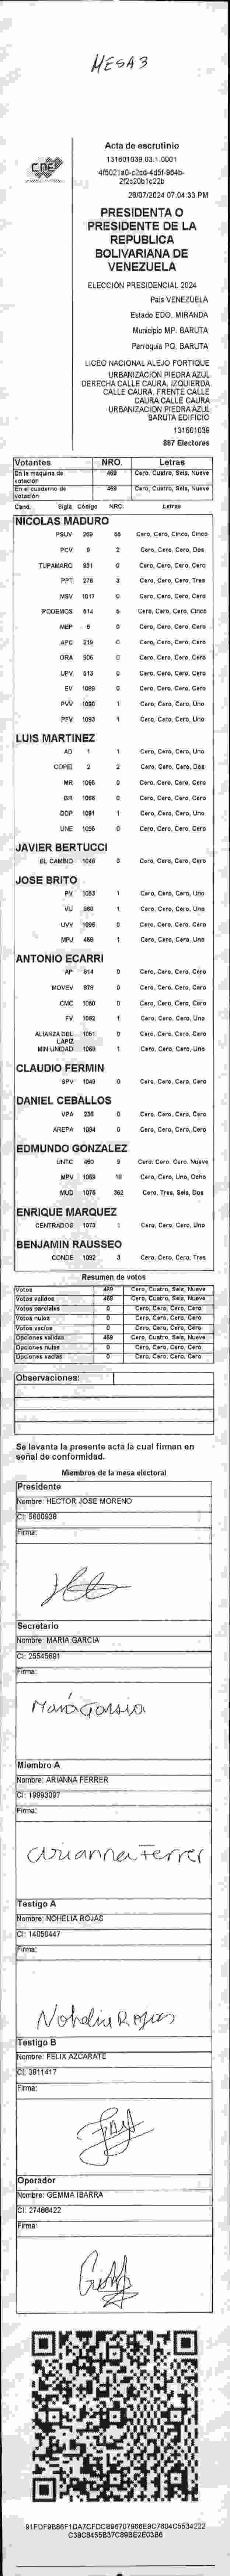 MESA 3
CNE
Acta de escrutinio
131601039.03.1.0001
2f2c20b1c22b
28/07/2024 07:04:33 PM
PRESIDENTA O
PRESIDENTE DE LA
REPUBLICA
BOLIVARIANA DE
VENEZUELA
ELECCIÓN PRESIDENCIAL 2024
País VENEZUELA
Estado EDO. MIRANDA
Municipio MP. BARUTA
Parroquia PQ. BARUTA
LICEO NACIONAL ALEJO FORTIQUE
URBANIZACIÓN PIEDRA AZUL
DERECHA CALLE CAURA. IZQUIERDA
CALLE CAURA. FRENTE CALLE
CAURA CALLE CAURA
URBANIZACIÓN PIEDRA AZUL
BARUTA EDIFICIO
131601039
867 Electores
Votantes NRO. Letras
En la máquina de votación 469 Cero, Cuatro, Seis, Nueve
En el cuaderno de votación 469 Cero, Cuatro, Seis, Nueve
Cand. Sigla Código NRO. Letras
NICOLAS MADURO
PSUV 269 Cero, Cero, Cinco, Cinco
PCV 9 2 Cero, Cero, Cero, Dos
TUPAMARO 931 0 Cero, Cero, Cero, Cero
PPT 276 3 Cero, Cero, Cero, Tres
MSV 1017 0 Cero, Cero, Cero, Cero
PODEMOS 514 5 Cero, Cero, Cero, Cinco
MEP 6 0 Cero, Cero, Cero, Cero
APC 219 0 Cero, Cero, Cero, Cero
ORA 906 0 Cero, Cero, Cero, Cero
UPV 513 0 Cero, Cero, Cero, Cero
EV 1089 0 Cero, Cero, Cero, Cero
PVV 1090 1 Cero, Cero, Cero, Uno
PFV 1093 1 Cero, Cero, Cero, Uno
LUIS MARTINEZ
AD 1 1 Cero, Cero, Cero, Uno
COPEI 2 2 Cero, Cero, Cero, Dos
MR 1065 0 Cero, Cero, Cero, Cero
BR 1066 0 Cero, Cero, Cero, Cero
DDP 1081 1 Cero, Cero, Cero, Uno
UNE 1095 0 Cero, Cero, Cero, Cero
JAVIER BERTUCCI
EL CAMBIO 1048 0 Cero, Cero, Cero, Cero
JOSE BRITO
PV 1053 1 Cero, Cero, Cero, Uno
VU 868 1 Cero, Cero, Cero, Uno
UVV 1096 0 Cero, Cero, Cero, Cero
MPJ 459 1 Cero, Cero, Cero, Uno
ANTONIO ECARRI
AP 814 0 Cero, Cero, Cero, Cero
MOVEV 978 0 Cero, Cero, Cero, Cero
CMC 1060 0 Cero, Cero, Cero, Cero
FV 1062 1 Cero, Cero, Cero, Uno
ALIANZA DEL LAPIZ 1061 0 Cero, Cero, Cero, Cero
MIN UNIDAD 1069 1 Cero, Cero, Cero, Uno
CLAUDIO FERMIN
SPV 1049 0 Cero, Cero, Cero, Cero
DANIEL CEBALLOS
VPA 236 0 Cero, Cero, Cero, Cero
AREPA 1094 0 Cero, Cero, Cero, Cero
EDMUNDO GONZALEZ
UNTC 460 9 Cero, Cero, Cero, Nueve
MPV 1059 18 Cero, Cero, Uno, Ocho
MUD 1075 362 Cero, Tres, Seis, Dos
ENRIQUE MARQUEZ
CENTRADOS 1073 1 Cero, Cero, Cero, Uno
BENJAMIN RAUSSEO
CONDE 1092 3 Cero, Cero, Cero, Tres
Resumen de votos
Votos 469 Cero, Cuatro, Seis, Nueve
Votos validos 469 Cero, Cuatro, Seis, Nueve
Votos parciales 0 Cero, Cero, Cero, Cero
Votos nulos 0 Cero, Cero, Cero, Cero
Votos vacíos 0 Cero, Cero, Cero, Cero
Opciones validas 469 Cero, Cuatro, Seis, Nueve
Opciones nulas 0 Cero, Cero, Cero, Cero
Opciones vacías 0 Cero, Cero, Cero, Cero
Observaciones:
Se levanta la presente acta la cual firman en
señal de conformidad.
Miembros de la mesa electoral
Presidente
Nombre: HECTOR JOSE MORENO
CI: 5600938
Firma:
Secretario
Nombre: MARIA GARCIA
CI: 25545691
Firma:
María Garsia
Miembro A
Nombre: ARIANNA FERRER
CI: 19993097
Firma:
Arianna Ferrer
Testigo A
Nombre: NOHELIA ROJAS
CI: 14050447
Firma:
Nohelia Rojas
Testigo B
Nombre: FELIX AZCARATE
CI: 3811417
Firma:
Operador
Nombre: GEMMA IBARRA
CI: 27488422
Firma: